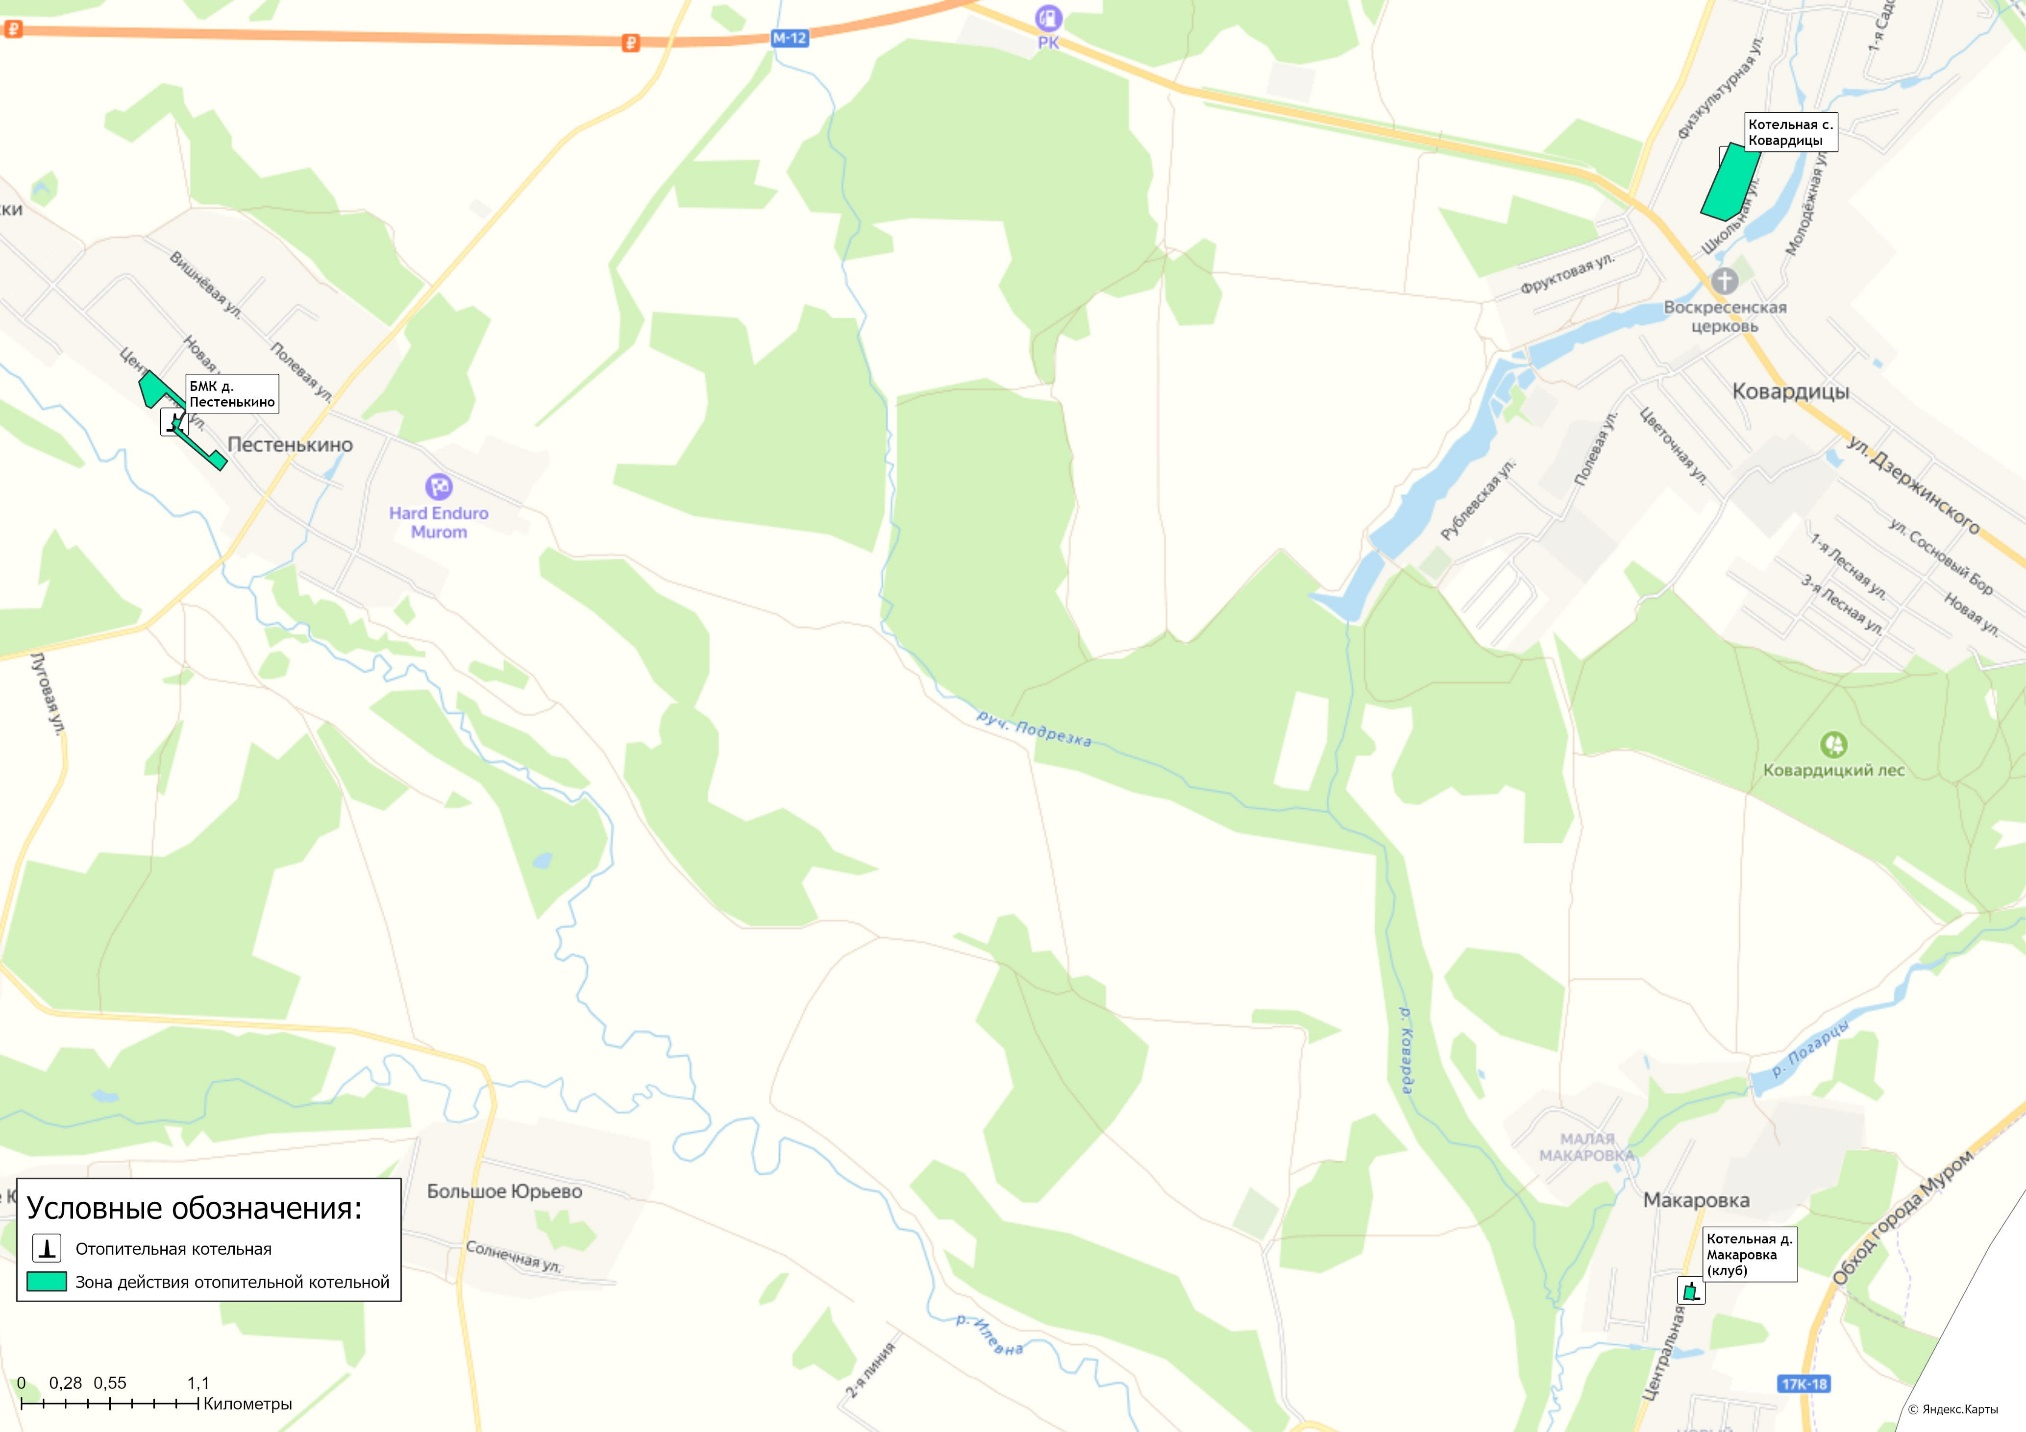 М-12
РК
1-я Садо
Физкультурная ул.
Котельная с.
Ковардицы
Молодёжная ул.
Школьная ул.
ски
Вишнёвая ул.
Фруктовая ул.
Воскресенская
церковь
Новая
Полевая ул.
БМК д.
Пестенькино
Пестенькино
Ковардицы
Цветочная ул.
Полевая ул.
ул. Дзержинского
Рублевская ул.
Hard Enduro
Murom
ул. Сосновый Бор
1-я Лесная ул.
3-я Лесная ул.
Новая ул.
Луговая ул.
руч. Подрезка
Ковардицкий лес
р. Коварда
р. Погарцы
МАЛАЯ
МАКАРОВКА
Макаровка
Обход города Муром
Большое Юрьево
Солнечная ул.
Котельная д.
Макаровка
(клуб)
Центральная
Условные обозначения:
Отопительная котельная
Зона действия отопительной котельной
р. Илевна
2-я линия
17К-18
0 0,28 0,55 1,1
Километры
© Яндекс.Карты